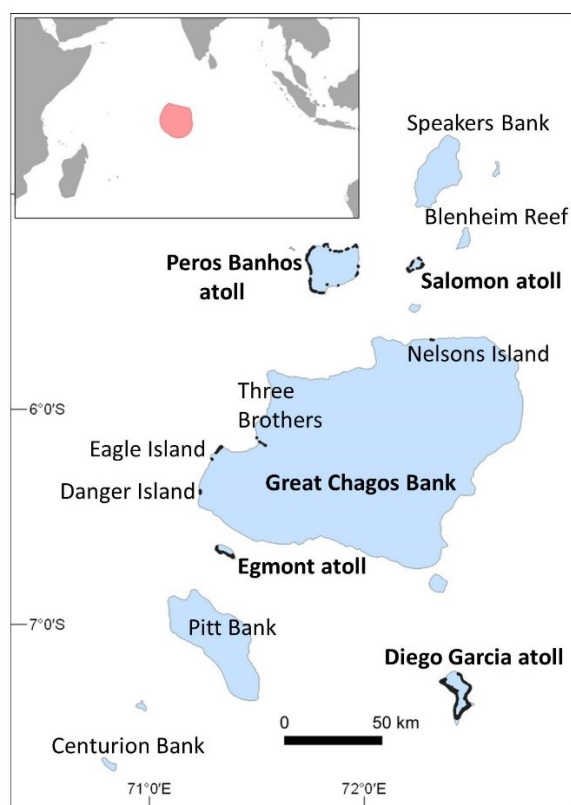 Speakers Bank
Blenheim Reef
Peros Banhos
atoll
Salomon atoll
Nelsons Island
Three
Brothers
6°0'S
Eagle Island
Great Chagos Bank
Danger Island
Egmont atoll
7°0'S
Pitt Bank
Diego Garcia atoll
0 50 km
Centurion Bank
71°0'E 72°0'E